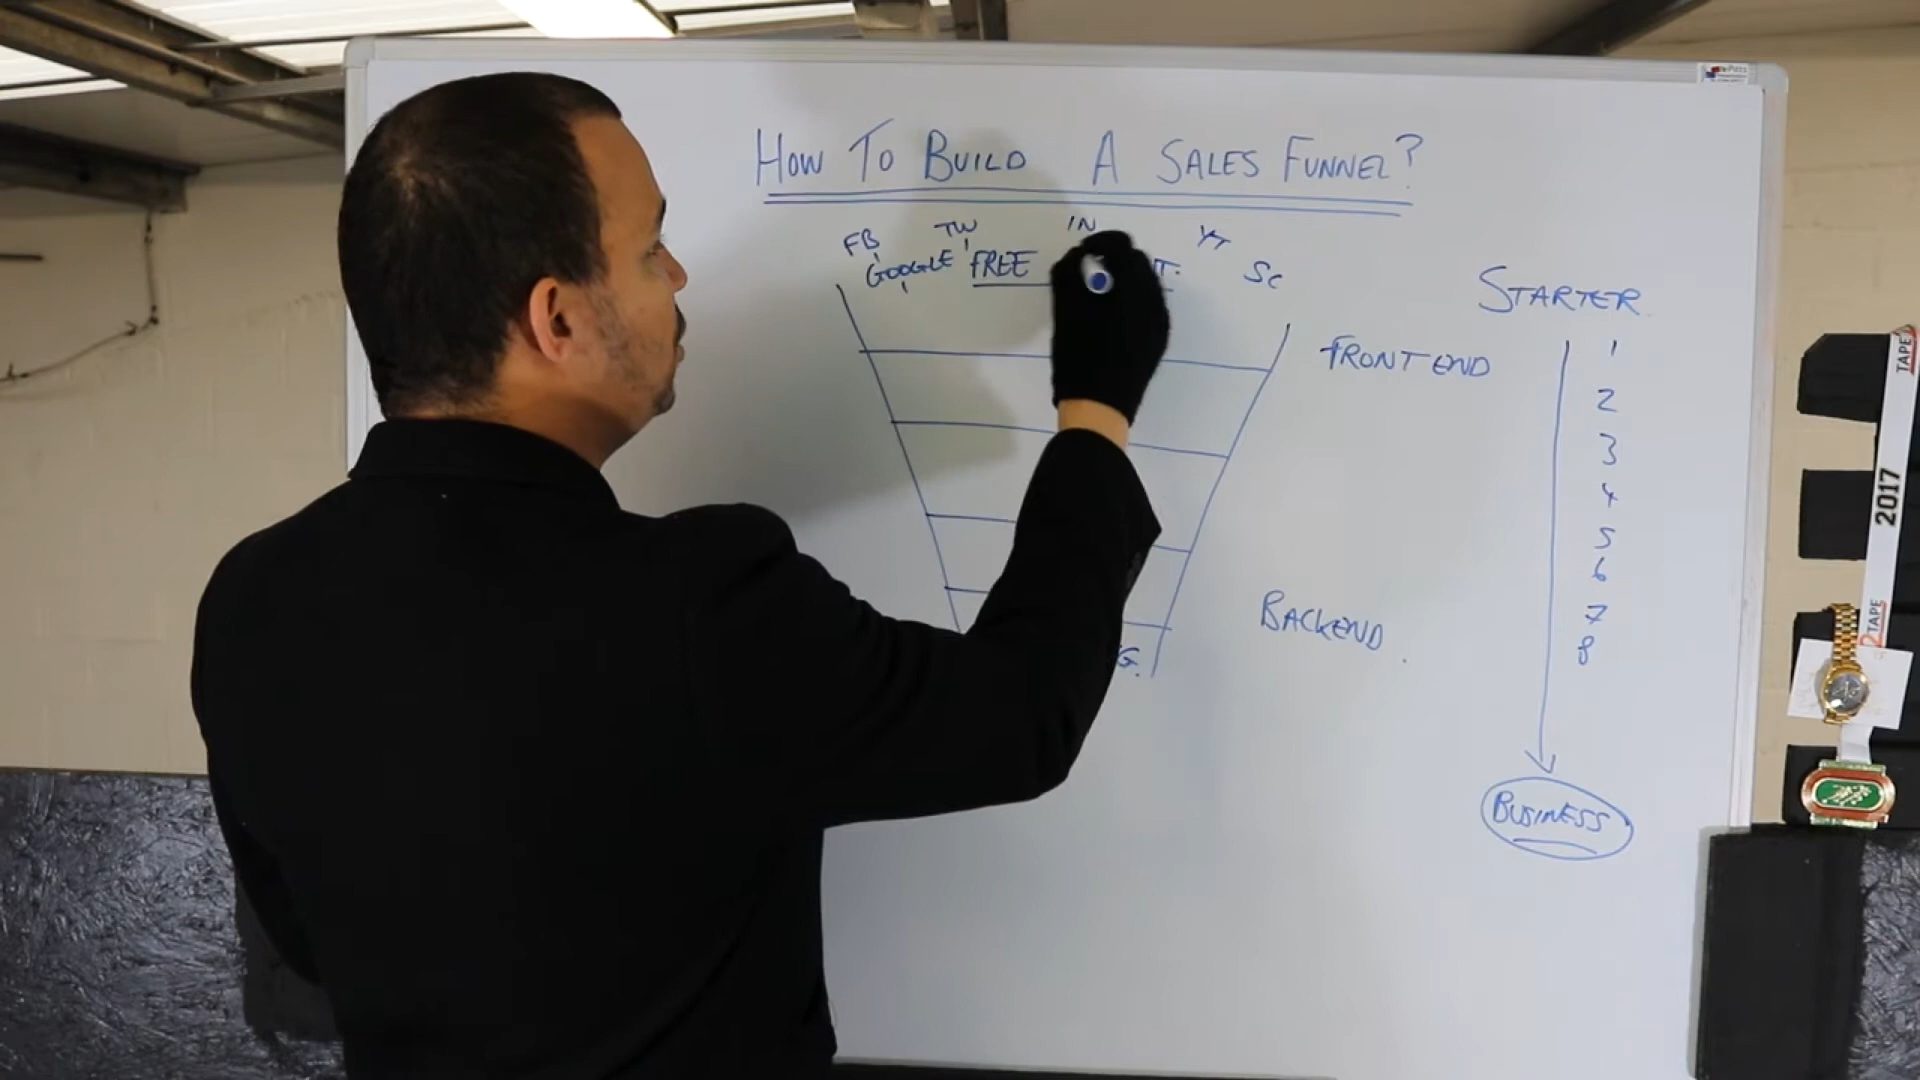 HOW TO BUILD A SALES FUNNEL?
FB TW IN YT
GOOGLE FREE T. SC
STARTER
FRONT END
1
2
3
4
5
6
7
8
BACKEND
G.
BUSINESS
TAPE
2017
2TAPE